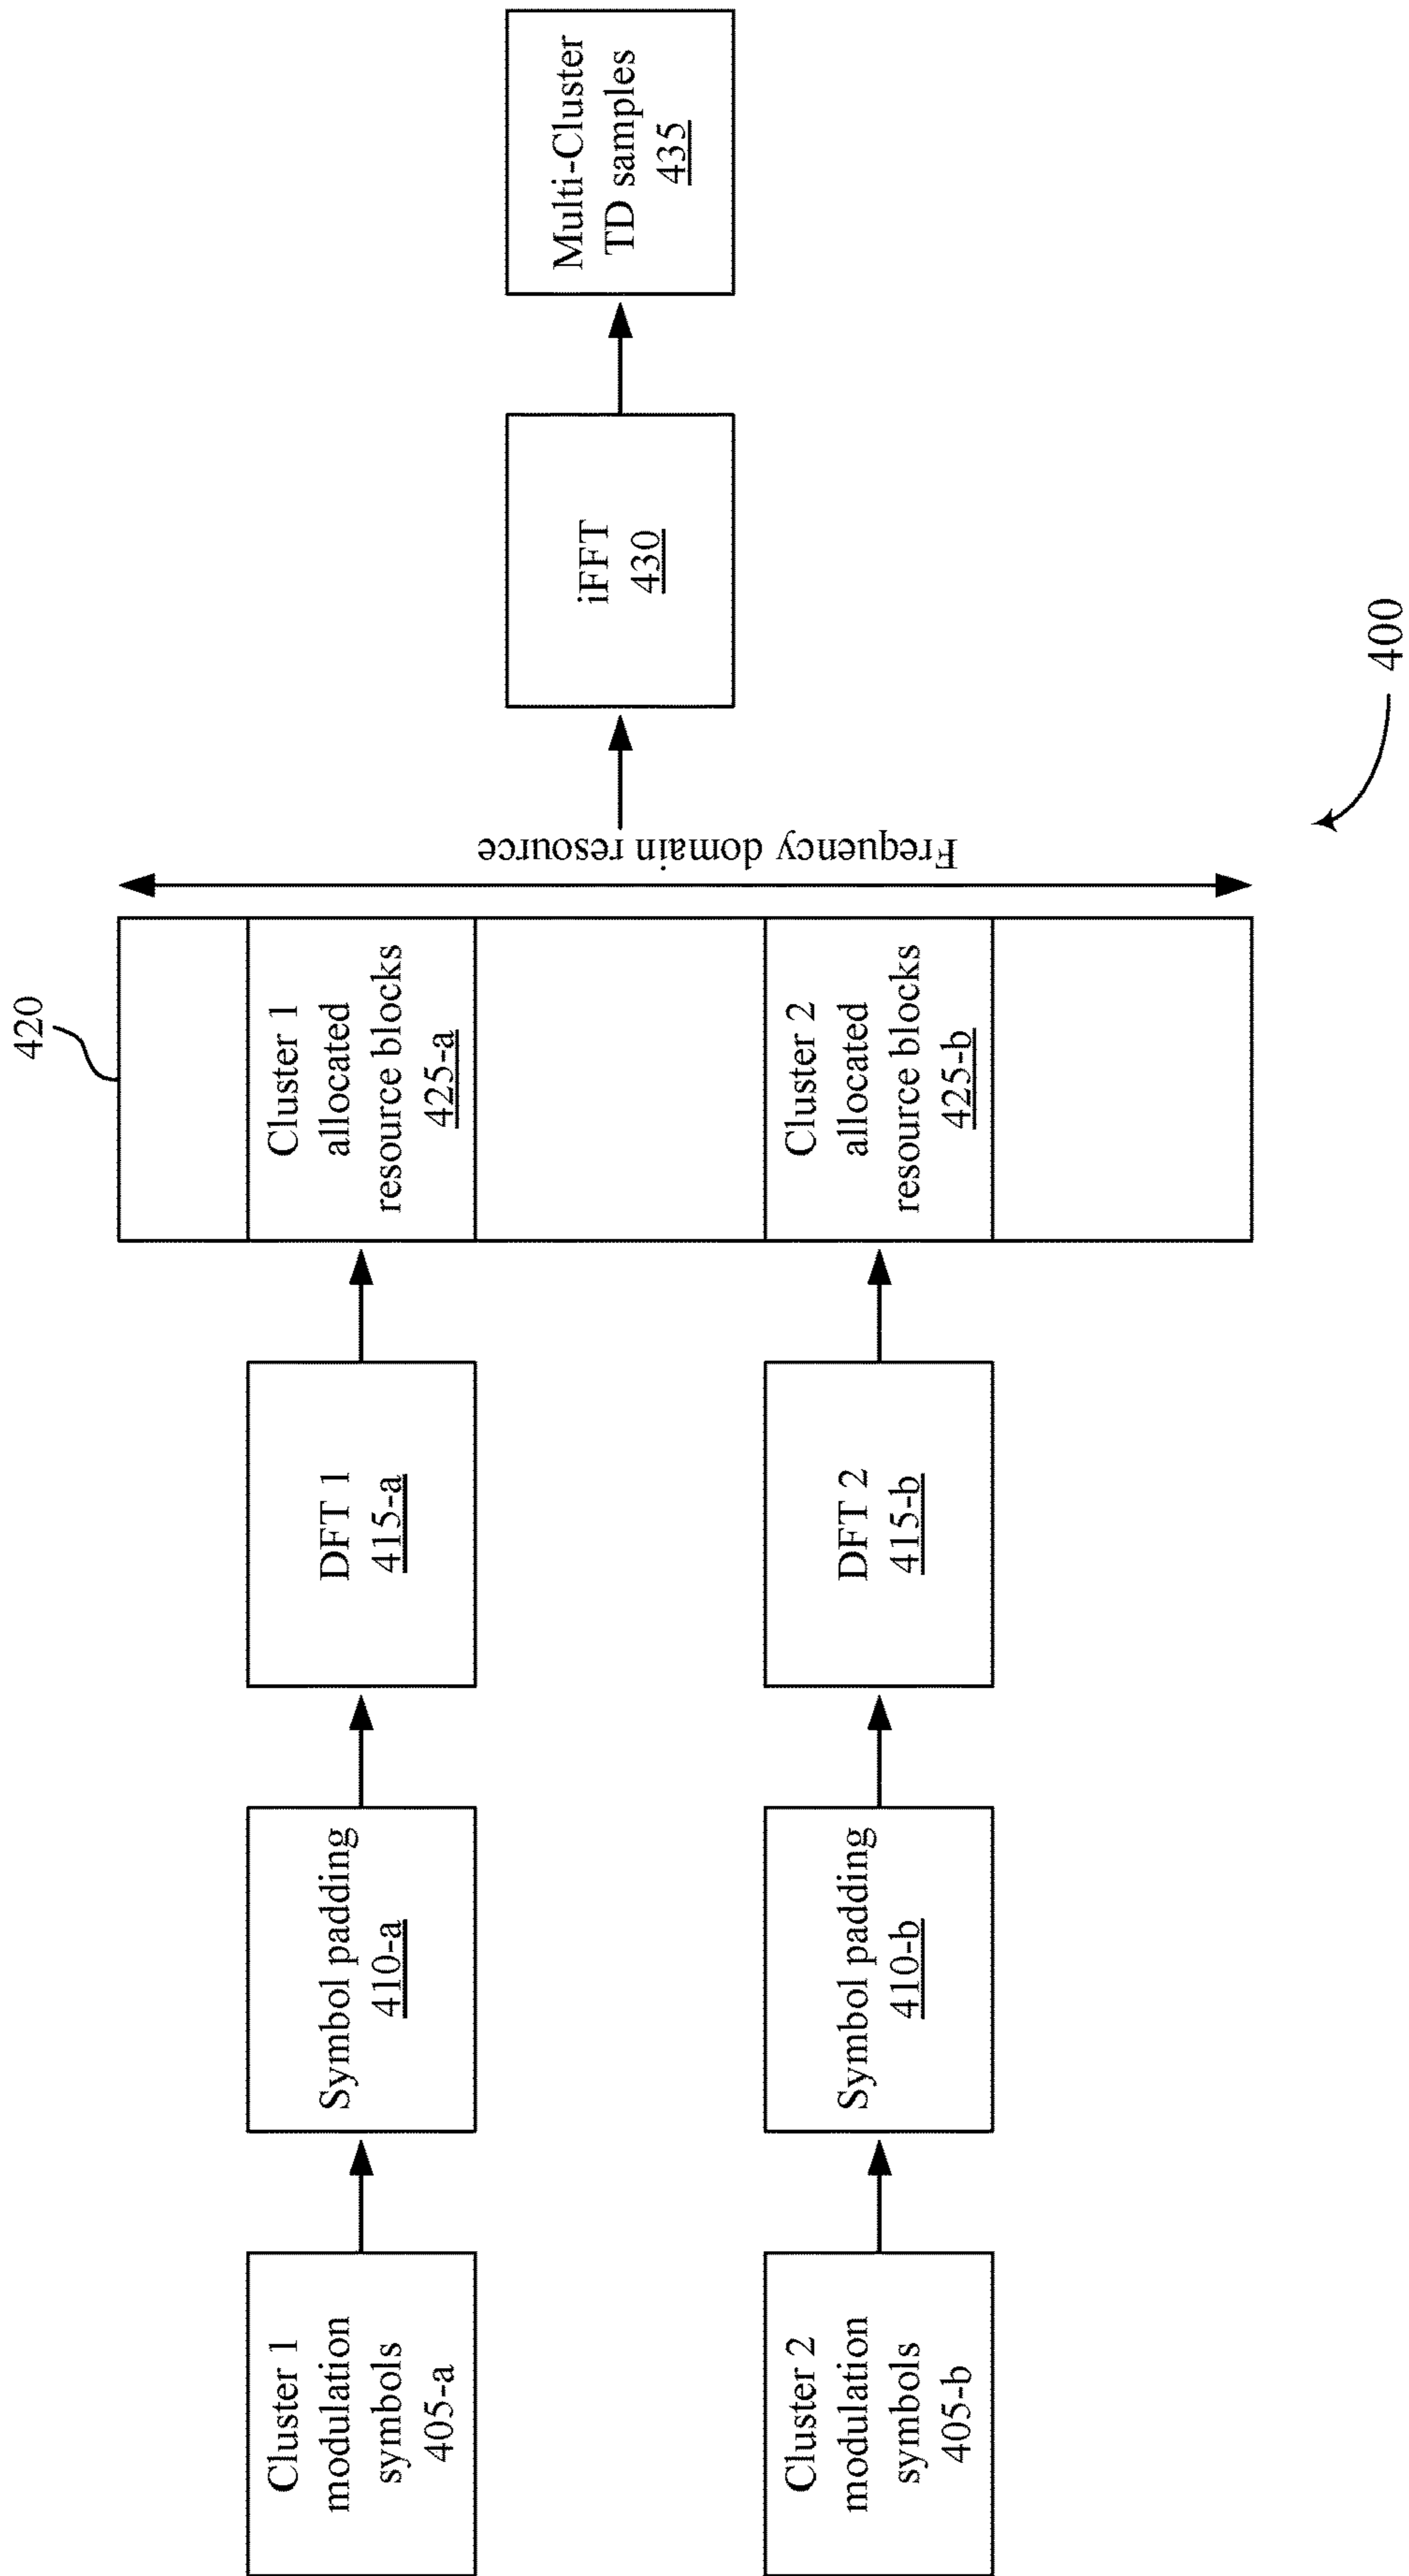 Cluster 1
modulation
symbols
405-a
Symbol padding
410-a
DFT 1
415-a
Cluster 1
allocated
resource blocks
425-a
Cluster 2
modulation
symbols
405-b
Symbol padding
410-b
DFT 2
415-b
Cluster 2
allocated
resource blocks
425-b
420
Frequency domain resource
iFFT
430
Multi-Cluster
TD samples
435
400